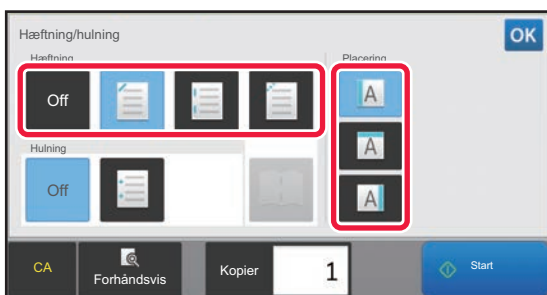 Hæftning/hulning
OK
Hæftning
Placering
Off
A
A
A
Hulning
Off
CA
Forhåndsvis
Kopier
1
Start